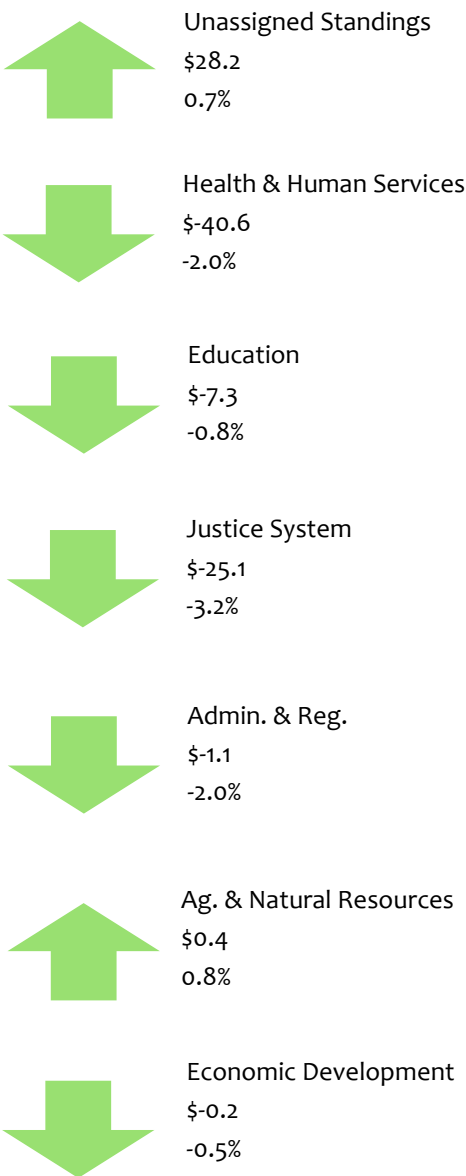 Unassigned Standings
$28.2
0.7%
Health & Human Services
$-40.6
-2.0%
Education
$-7.3
-0.8%
Justice System
$-25.1
-3.2%
Admin. & Reg.
$-1.1
-2.0%
Ag. & Natural Resources
$0.4
0.8%
Economic Development
$-0.2
-0.5%